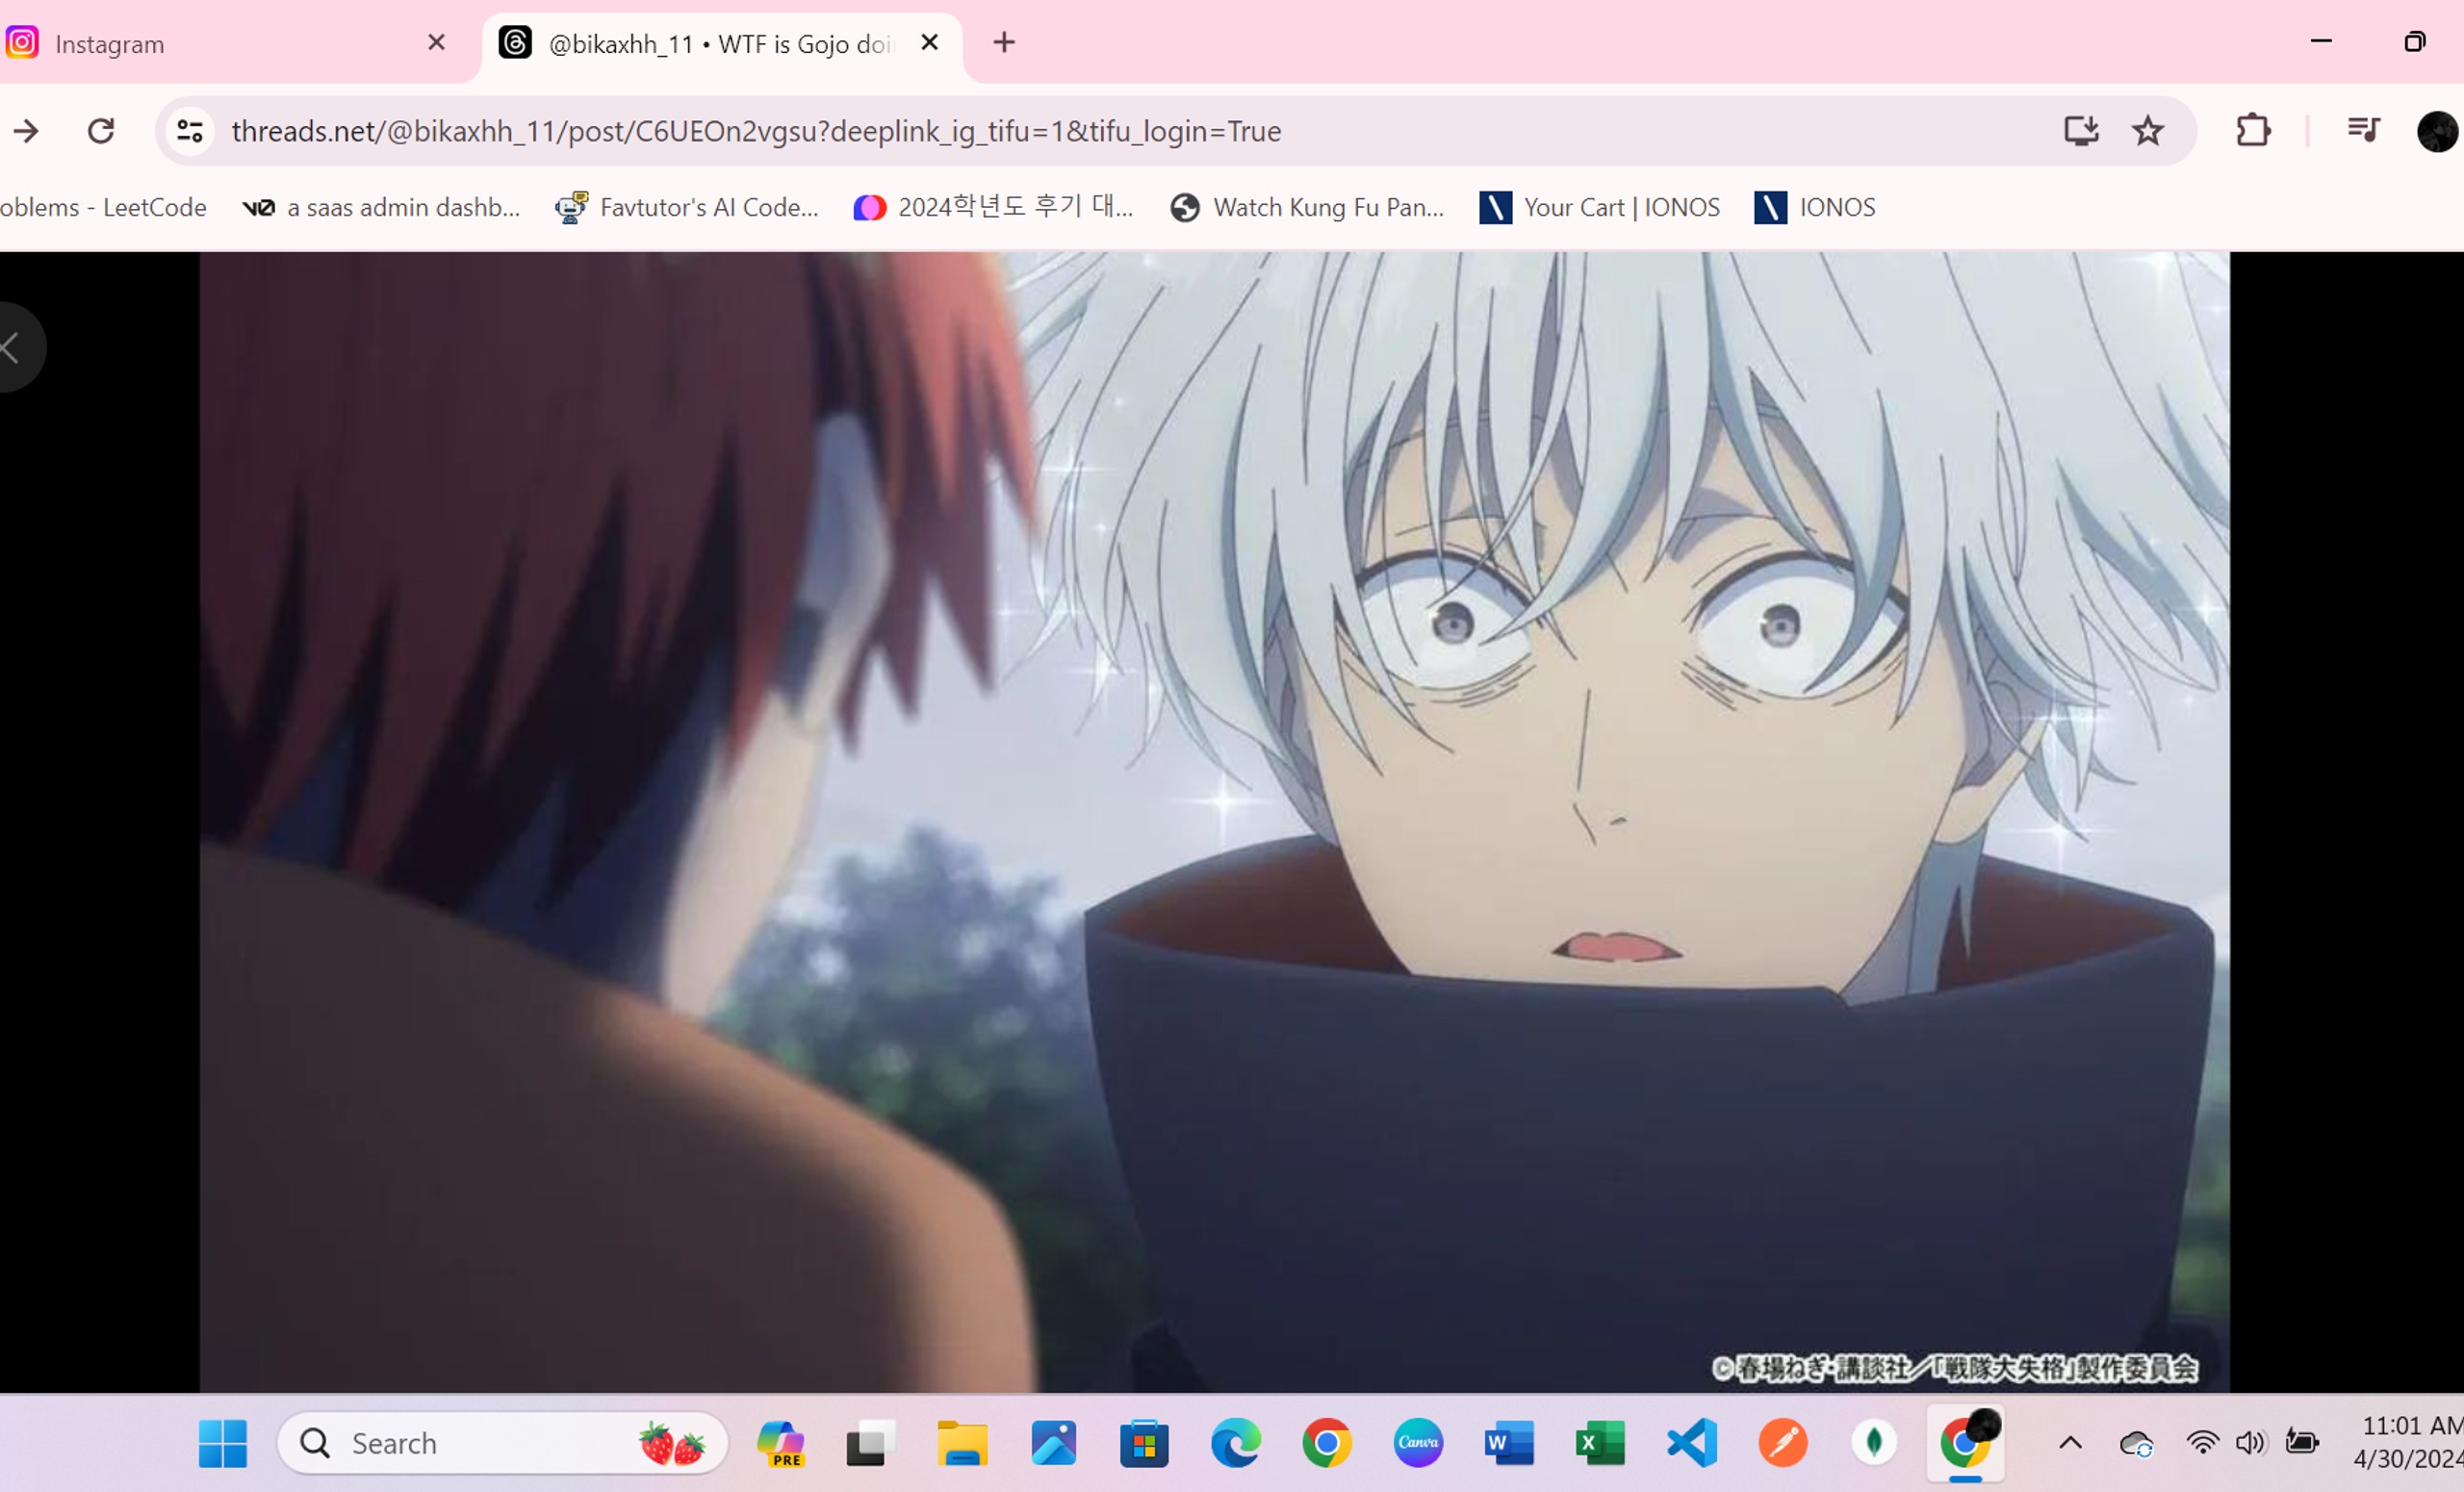 Instagram
@bikaxhh_11 • WTF is Gojo doi
threads.net/@bikaxhh_11/post/C6UEOn2vgsu?deeplink_ig_tifu=1&tifu_login=True
oblems - LeetCode
a saas admin dashb...
Favtutor's AI Code...
2024학년도 후기 대...
Watch Kung Fu Pan...
Your Cart | IONOS
IONOS
©春場ねぎ・講談社／「戦隊大失格」製作委員会
Search
PRE
Canva
W
X
11:01 AM
4/30/2024